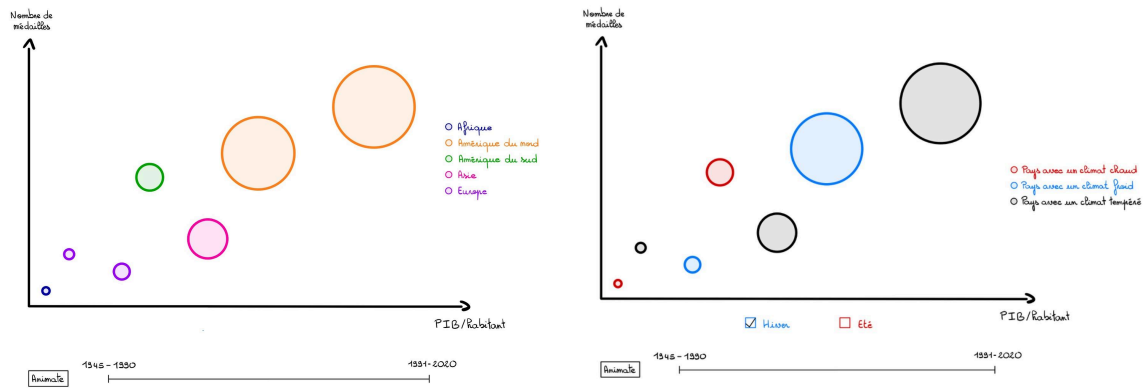 Nombre de
médailles
Afrique
Amérique du nord
Amérique du sud
Asie
Europe
PIB/habitant
Animate
1945-1990
1991-2020
Nombre de
médailles
Pays avec un climat chaud
Pays avec un climat froid
Pays avec un climat tempéré
PIB/habitant
Hiver
Eté
Animate
1945-1990
1991-2020